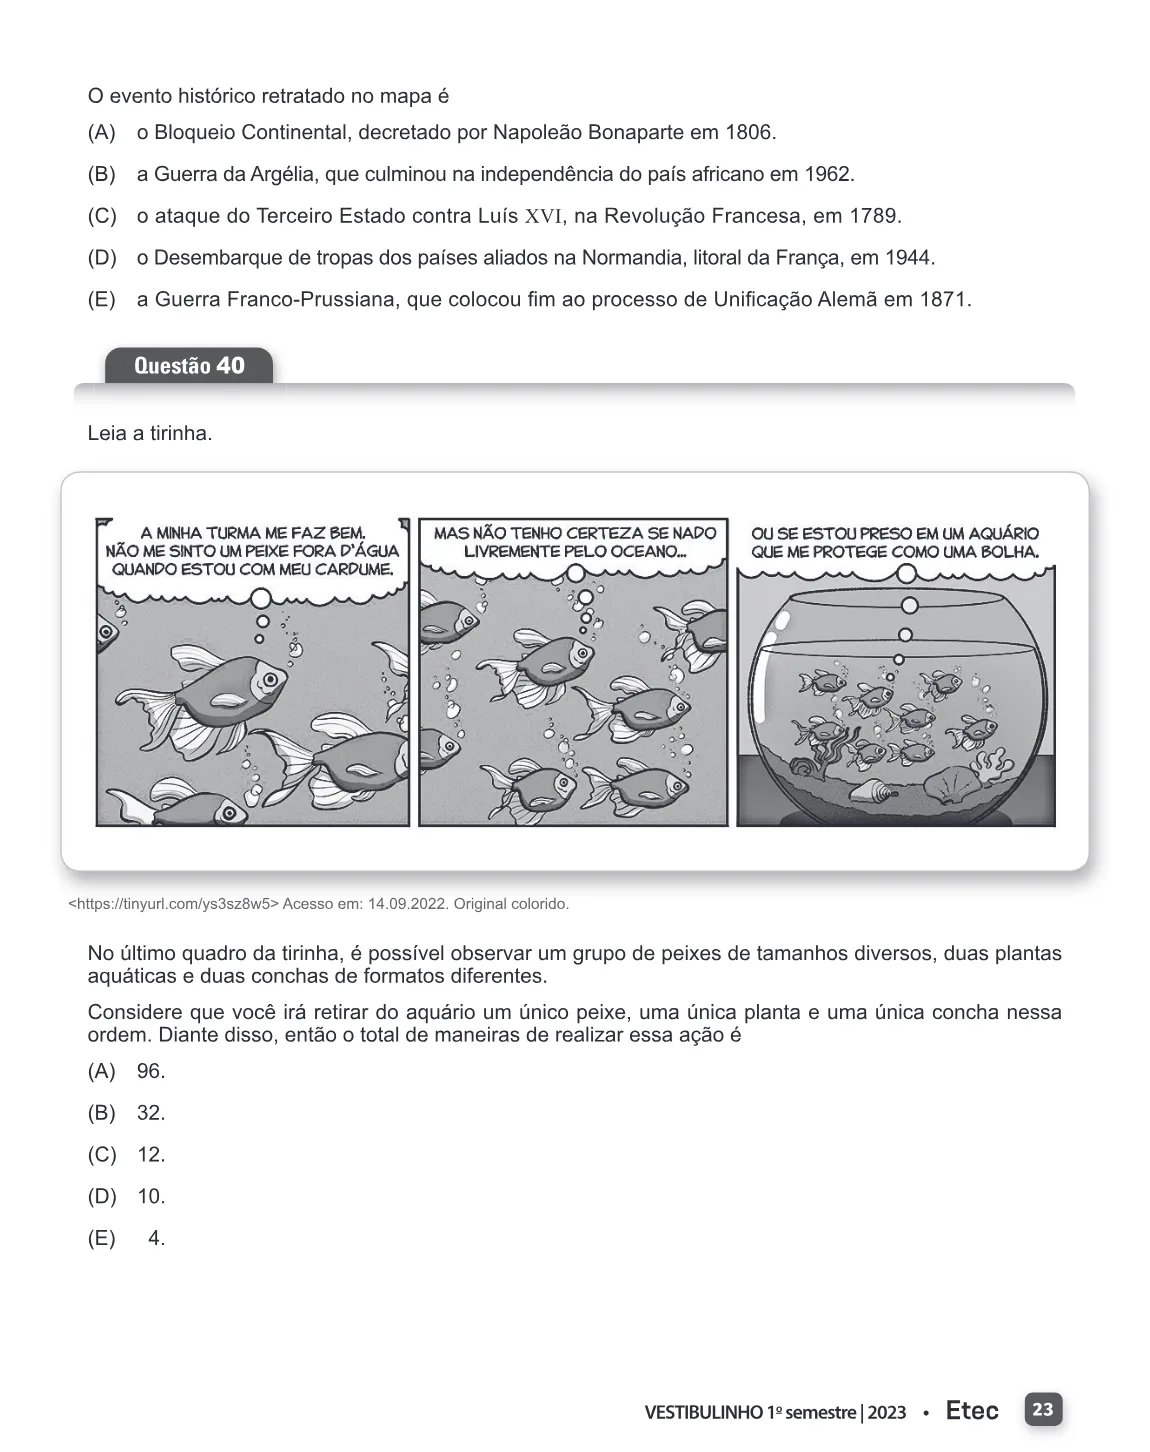 O evento histórico retratado no mapa é
(A) o Bloqueio Continental, decretado por Napoleão Bonaparte em 1806.
(B) a Guerra da Argélia, que culminou na independência do país africano em 1962.
(C) o ataque do Terceiro Estado contra Luís XVI, na Revolução Francesa, em 1789.
(D) o Desembarque de tropas dos países aliados na Normandia, litoral da França, em 1944.
(E) a Guerra Franco-Prussiana, que colocou fim ao processo de Unificação Alemã em 1871.
Questão 40
Leia a tirinha.
A MINHA TURMA ME FAZ BEM.
NÃO ME SINTO UM PEIXE FORA D'ÁGUA
QUANDO ESTOU COM MEU CARDUME.
MAS NÃO TENHO CERTEZA SE NADO
LIVREMENTE PELO OCEANO...
OU SE ESTOU PRESO EM UM AQUÁRIO
QUE ME PROTEGE COMO UMA BOLHA.
<https://tinyurl.com/ys3sz8w5> Acesso em: 14.09.2022. Original colorido.
No último quadro da tirinha, é possível observar um grupo de peixes de tamanhos diversos, duas plantas
aquáticas e duas conchas de formatos diferentes.
Considere que você irá retirar do aquário um único peixe, uma única planta e uma única concha nessa
ordem. Diante disso, então o total de maneiras de realizar essa ação é
(A) 96.
(B) 32.
(C) 12.
(D) 10.
(E) 4.
VESTIBULINHO 1º semestre | 2023 • Etec 23